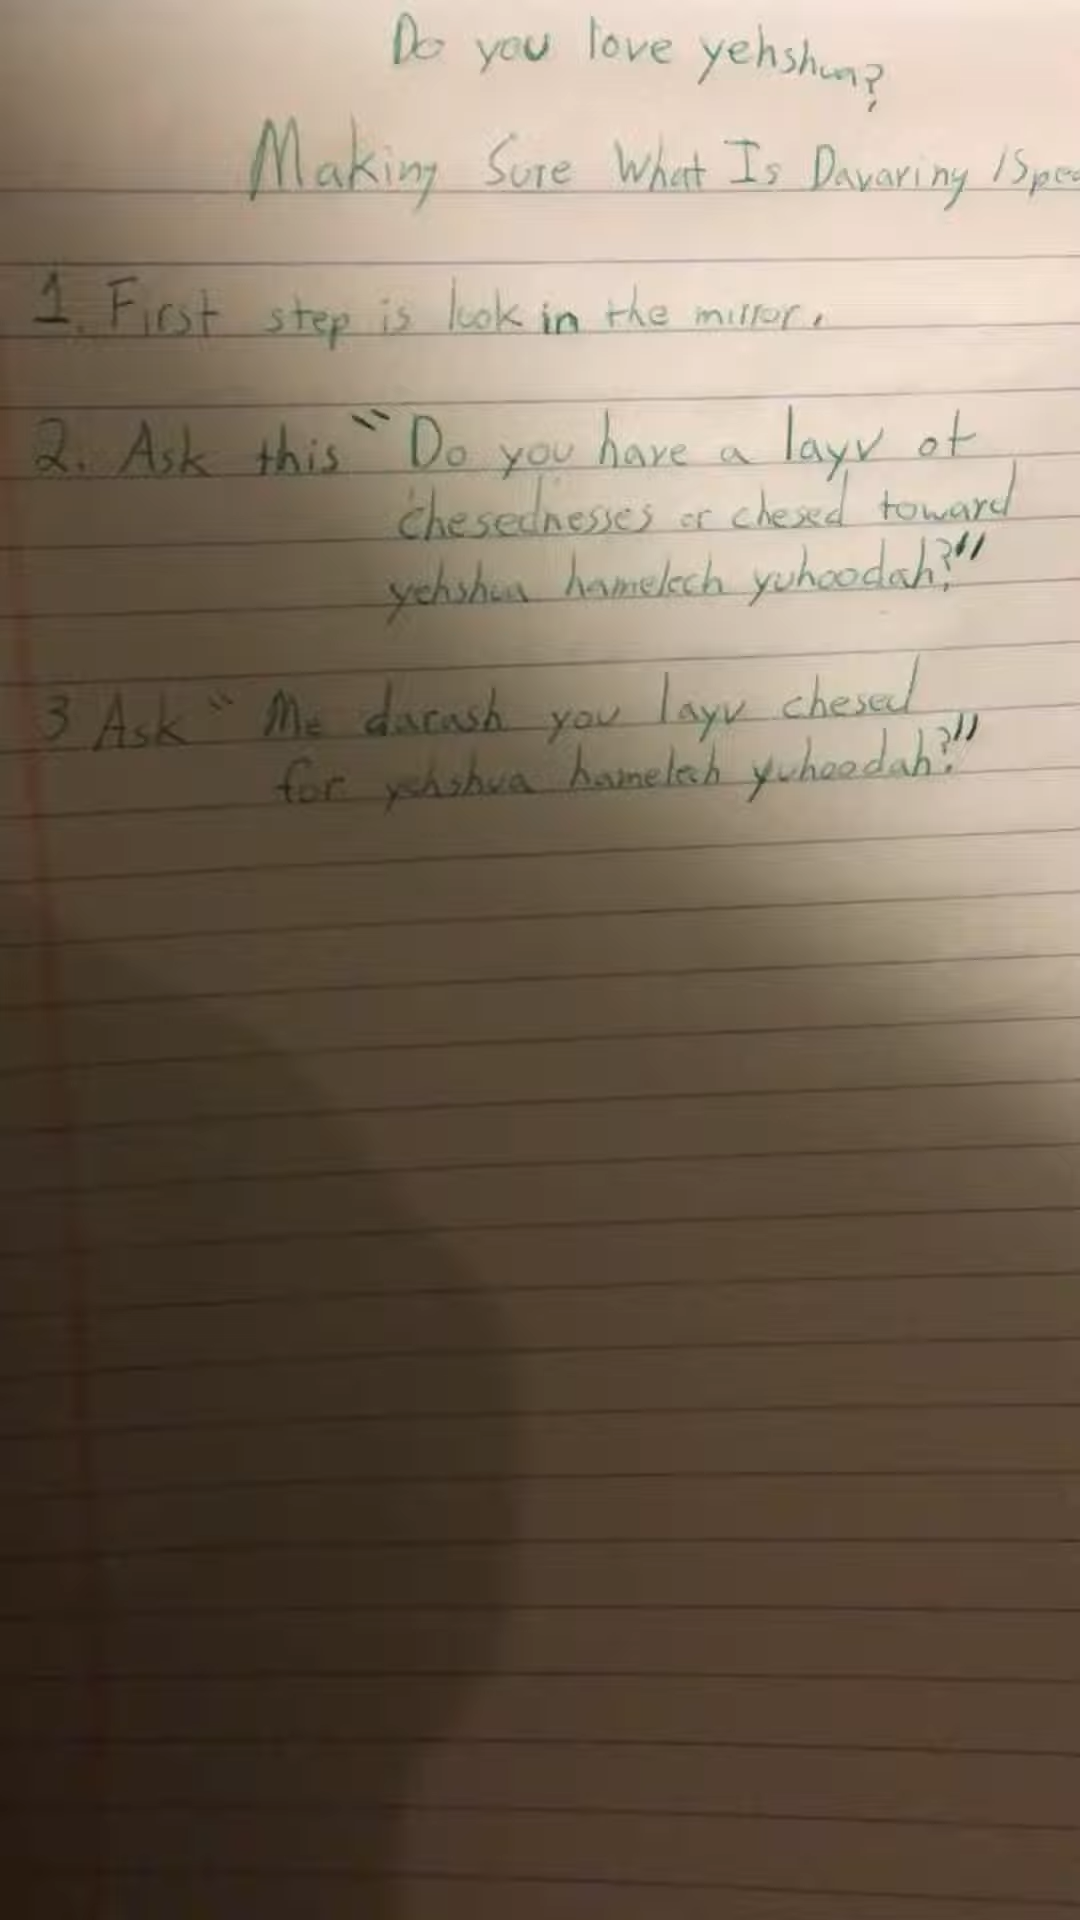 Do you love yehshua?
Making Sure What Is Davaring /Spea
1. First step is look in the mirror.
2. Ask this "Do you have a layv of
chesednesses or chesed toward
yehshua hamelech yuhoodah?"
3 Ask "Me darash you layv chesed
for yehshua hamelech yuhoodah?"